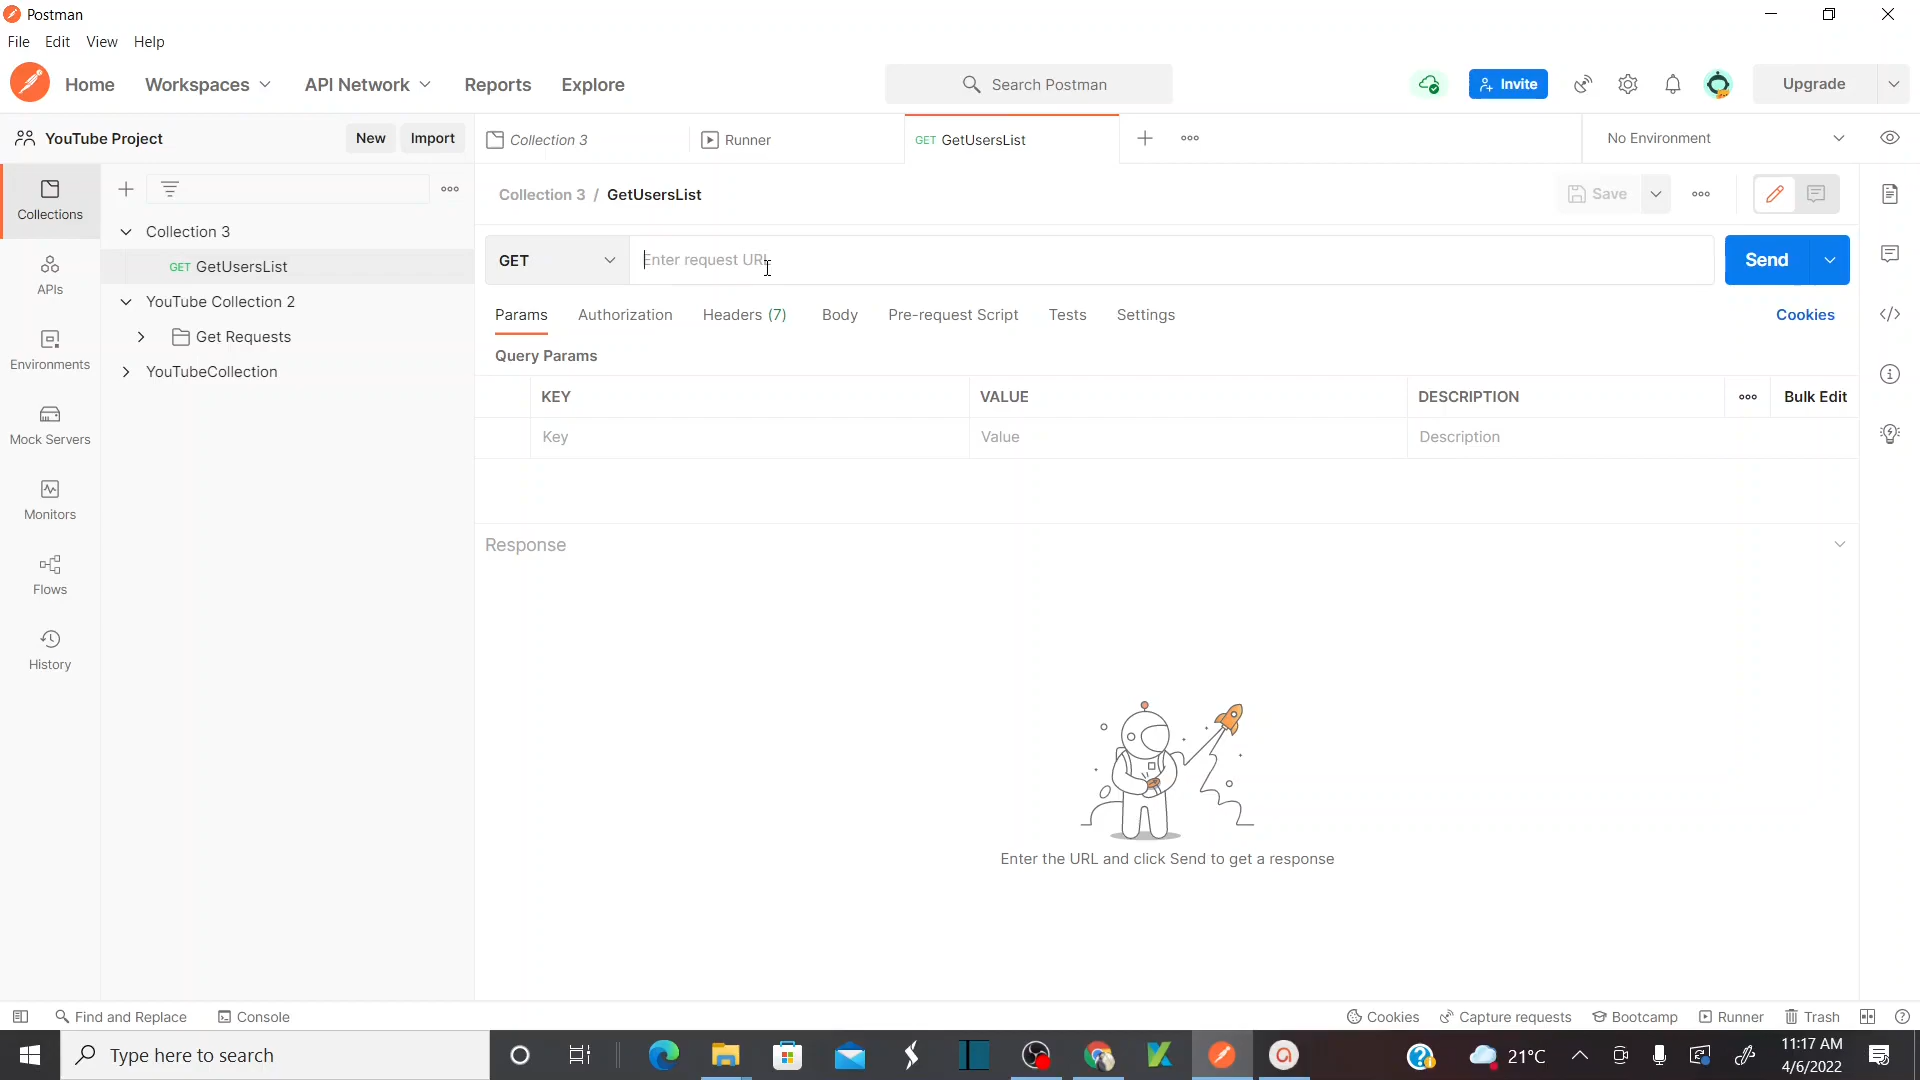 Postman
File Edit View Help
Home Workspaces API Network Reports Explore Search Postman Invite Upgrade
YouTube Project New Import Collection 3 Runner GET GetUsersList No Environment
Collections
Collection 3 / GetUsersList Save
Collection 3
GET GetUsersList
YouTube Collection 2
Get Requests
YouTubeCollection
APIs
Environments
Mock Servers
Monitors
Flows
History
GET Enter request URL Send
Params Authorization Headers (7) Body Pre-request Script Tests Settings Cookies
Query Params
KEY VALUE DESCRIPTION Bulk Edit
Key Value Description
Response
Enter the URL and click Send to get a response
Find and Replace Console Cookies Capture requests Bootcamp Runner Trash
Type here to search 21°C 11:17 AM
4/6/2022